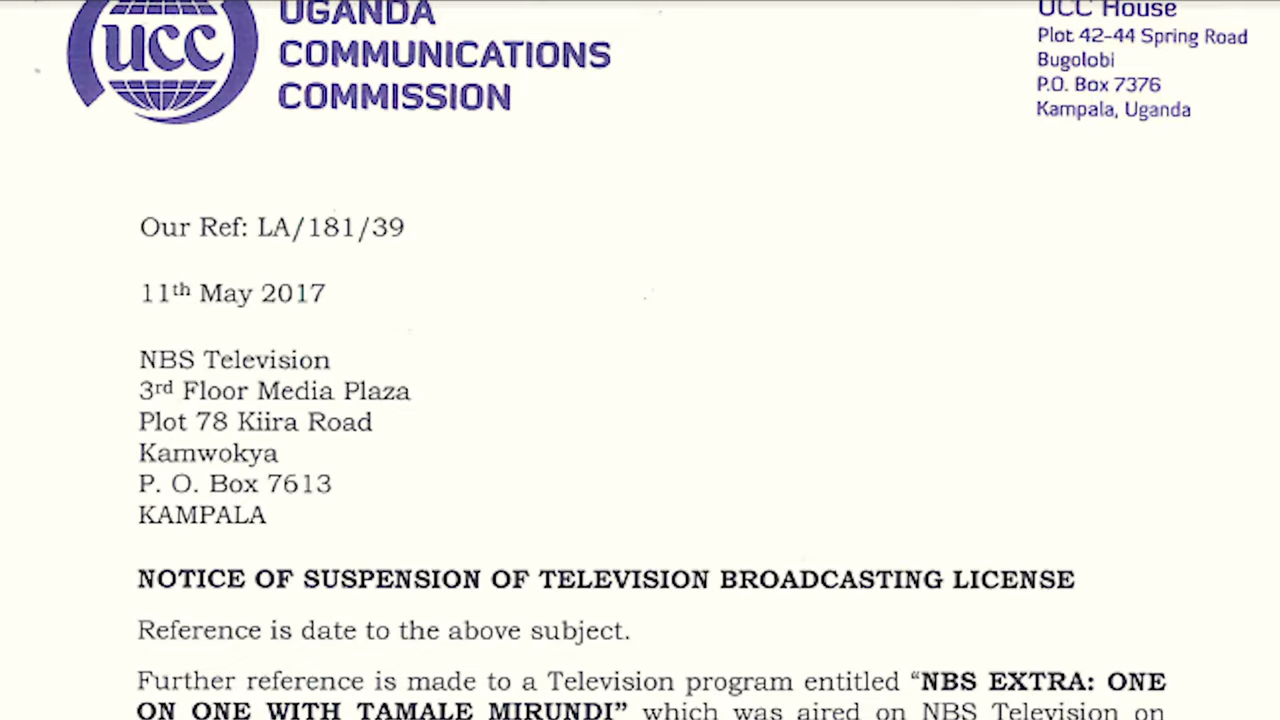 UGANDA
COMMUNICATIONS
COMMISSION
ucc
UCC House
Plot 42-44 Spring Road
Bugolobi
P.O. Box 7376
Kampala, Uganda
Our Ref: LA/181/39
11th May 2017
NBS Television
3rd Floor Media Plaza
Plot 78 Kiira Road
Kamwokya
P. O. Box 7613
KAMPALA
NOTICE OF SUSPENSION OF TELEVISION BROADCASTING LICENSE
Reference is date to the above subject.
Further reference is made to a Television program entitled “NBS EXTRA: ONE
ON ONE WITH TAMALE MIRUNDI” which was aired on NBS Television on